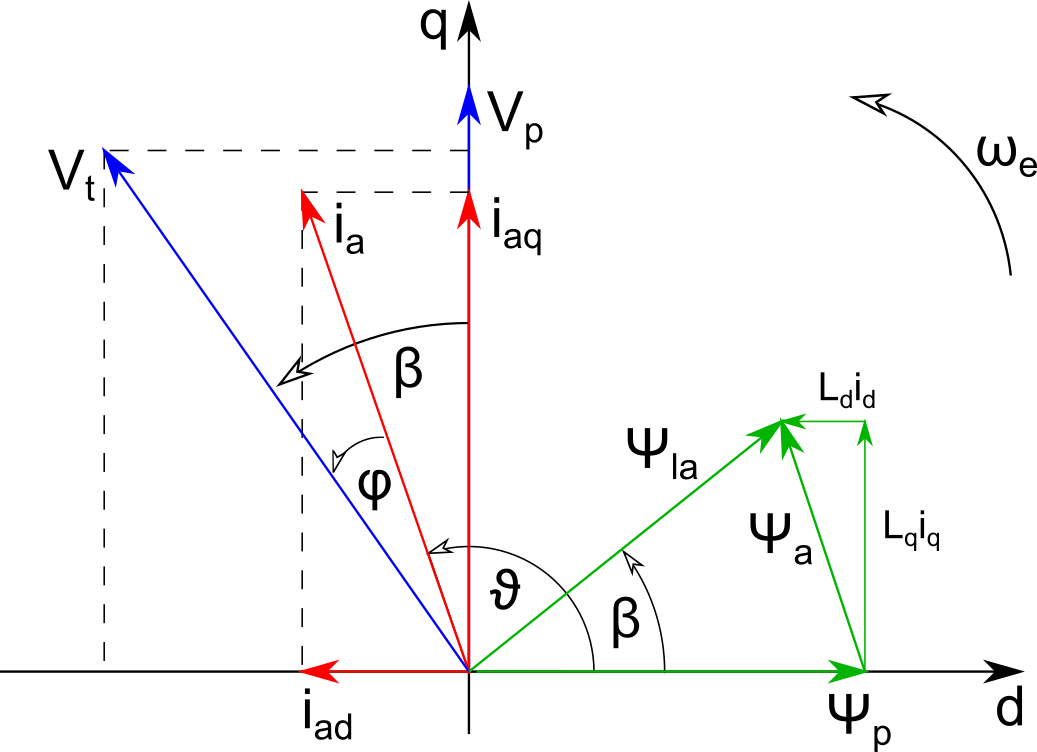 q
V_p
ω_e
V_t
i_a
i_aq
β
L_d i_d
Ψ_la
φ
L_q i_q
Ψ_a
ϑ
β
i_ad
Ψ_p
d